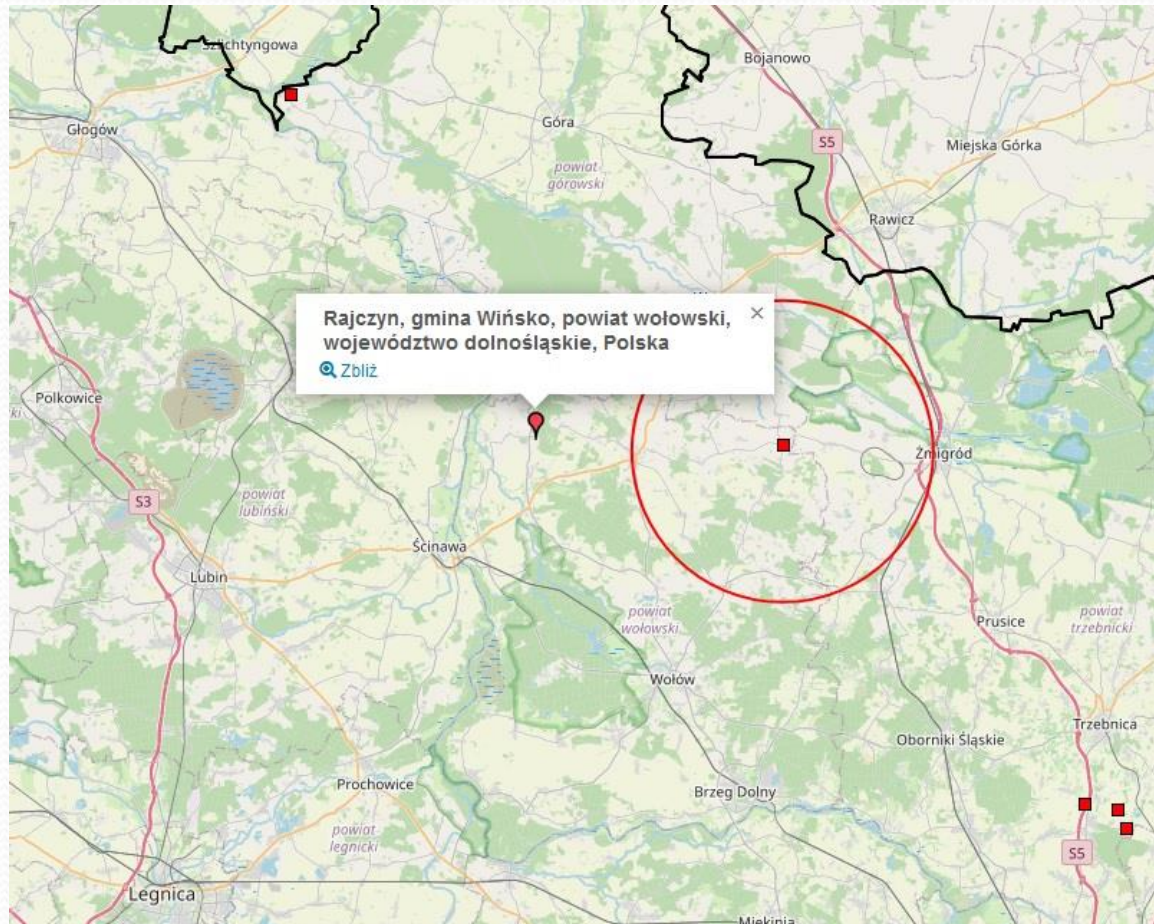 Szlichtyngowa
Bojanowo
Góra
Głogów
S5
Miejska Górka
powiat
górowski
Rawicz
Rajczyn, gmina Wińsko, powiat wołowski,
województwo dolnośląskie, Polska
×
Zbliż
Polkowice
ki
Żmigród
S3
powiat
lubiński
Ścinawa
Lubin
powiat
wołowski
Prusice
powiat
trzebnicki
Wołów
Trzebnica
Oborniki Śląskie
Prochowice
Brzeg Dolny
powiat
legnicki
S5
Legnica
Miękinia